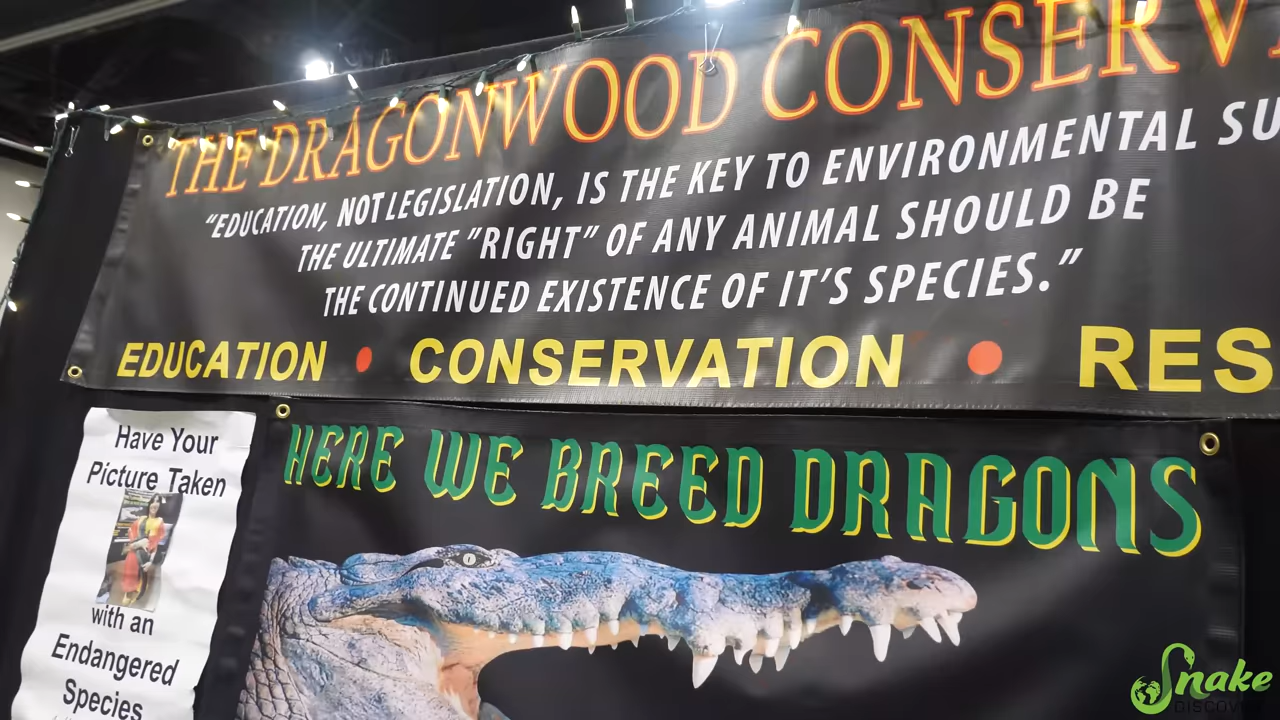 THE DRAGONWOOD CONSERV
"EDUCATION, NOT LEGISLATION, IS THE KEY TO ENVIRONMENTAL SU
THE ULTIMATE "RIGHT" OF ANY ANIMAL SHOULD BE
THE CONTINUED EXISTENCE OF IT'S SPECIES."
EDUCATION • CONSERVATION • RES
HERE WE BREED DRAGONS
Have Your
Picture Taken
with an
Endangered
Species
Snake
DISCOVERY